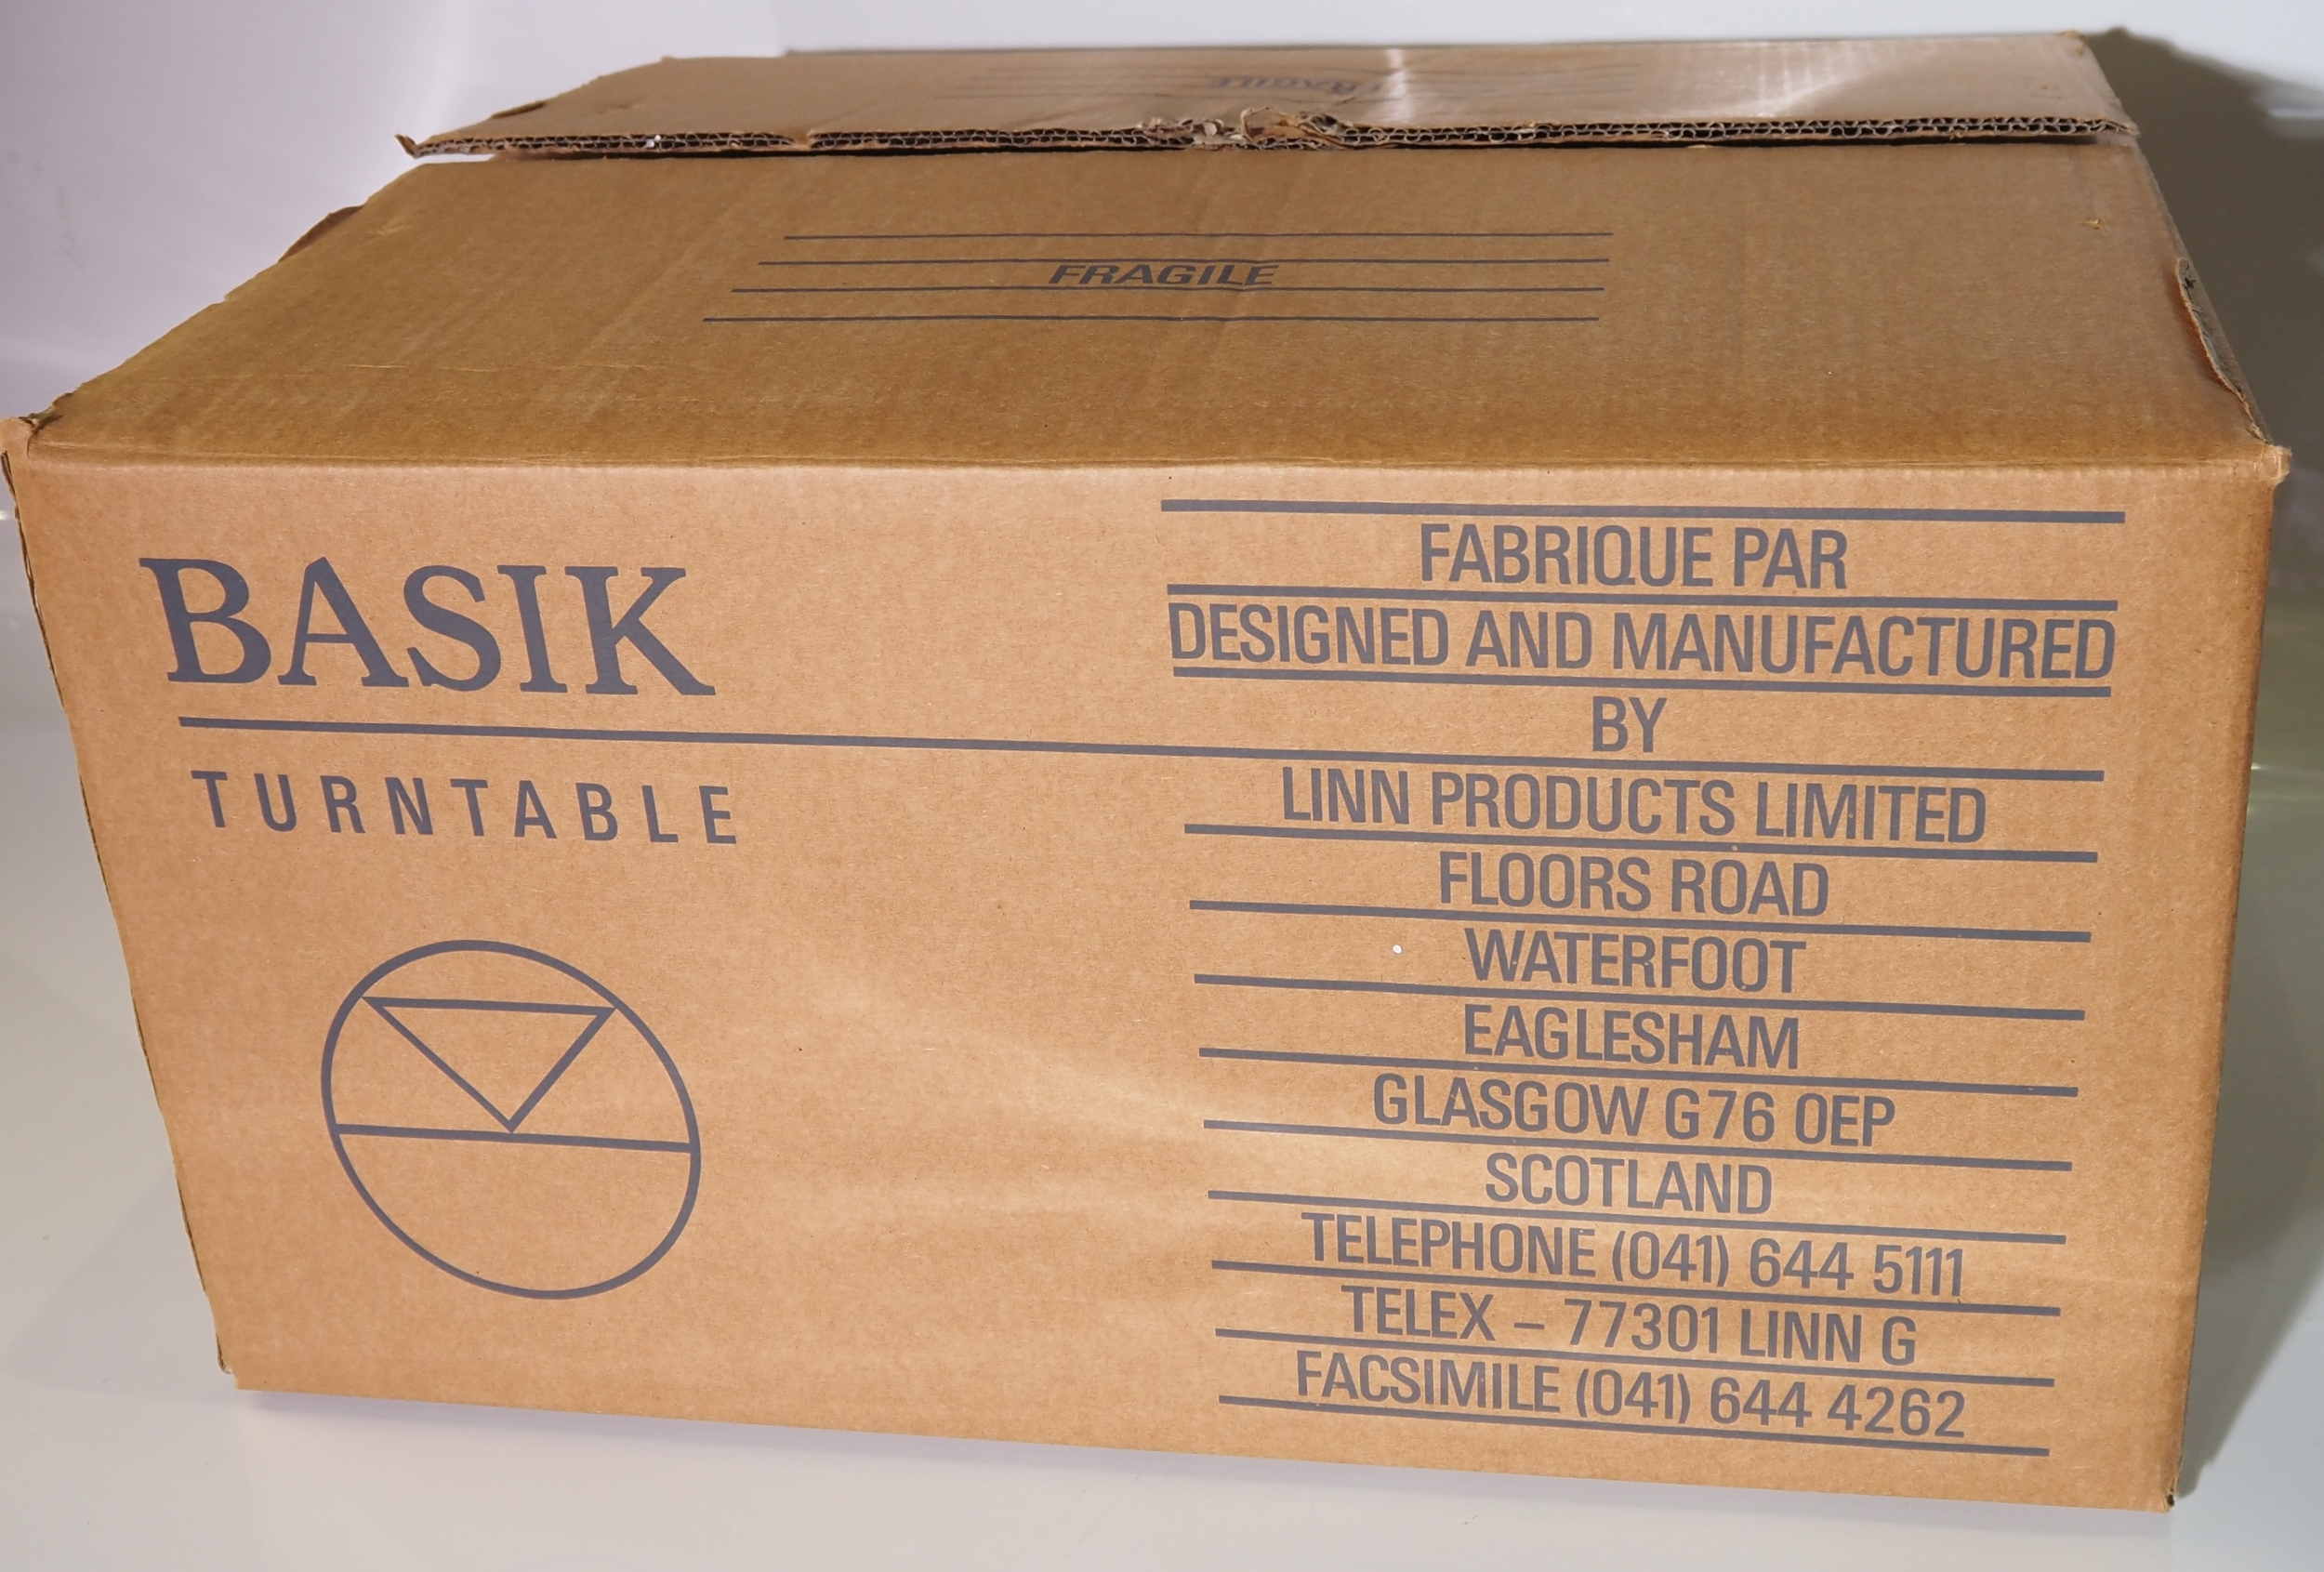 FRAGILE
FRAGILE
BASIK
TURNTABLE
FABRIQUE PAR
DESIGNED AND MANUFACTURED
BY
LINN PRODUCTS LIMITED
FLOORS ROAD
WATERFOOT
EAGLESHAM
GLASGOW G76 0EP
SCOTLAND
TELEPHONE (041) 644 5111
TELEX – 77301 LINN G
FACSIMILE (041) 644 4262